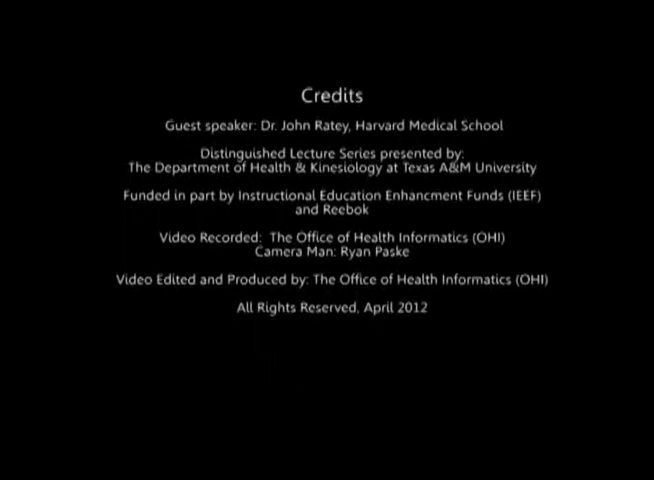 Credits
Guest speaker: Dr. John Ratey, Harvard Medical School
Distinguished Lecture Series presented by:
The Department of Health & Kinesiology at Texas A&M University
Funded in part by Instructional Education Enhancment Funds (IEEF)
and Reebok
Video Recorded:  The Office of Health Informatics (OHI)
Camera Man: Ryan Paske
Video Edited and Produced by: The Office of Health Informatics (OHI)
All Rights Reserved, April 2012